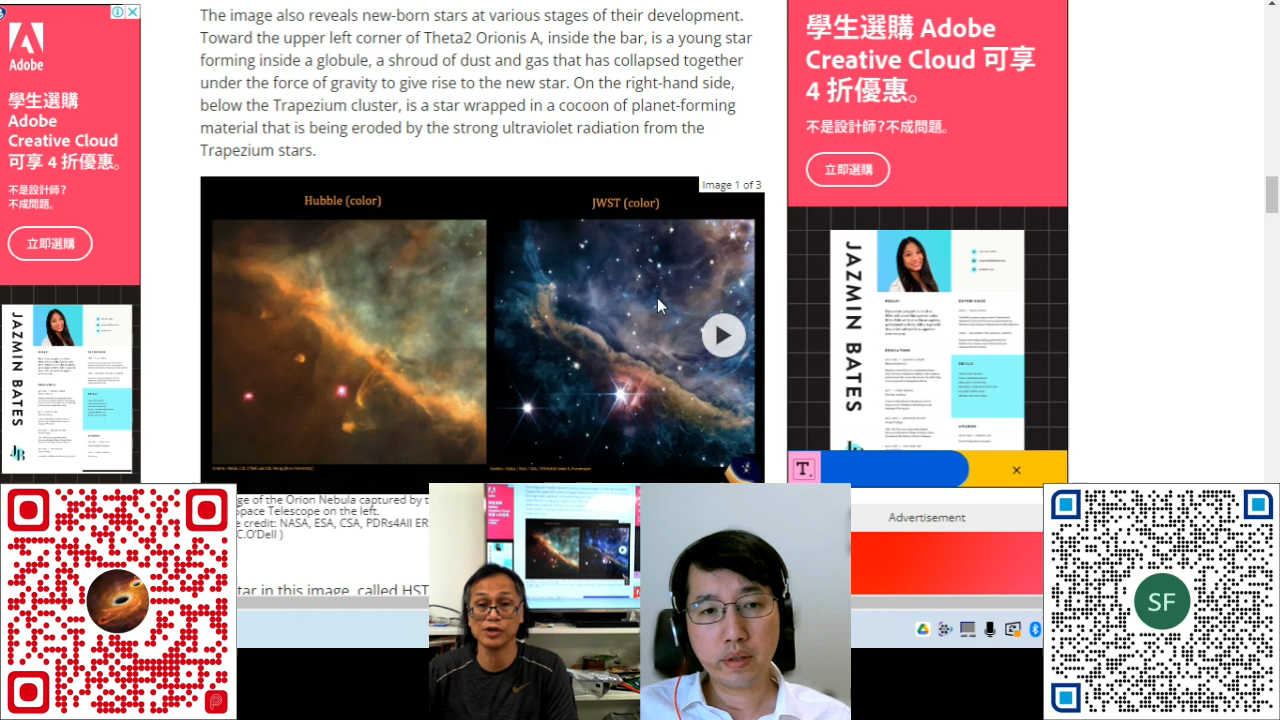 The image also reveals new-born stars at various stages of their development.
Toward the upper left corner of Theta2 Orionis A, inside the bar, is a young star
forming inside globule, a shroud of dust and gas that has collapsed together
under the force of gravity to give rise to the new star. On the right-hand side,
below the Trapezium cluster, is a star wrapped in a cocoon of planet-forming
material that is being eroded by the strong ultraviolet radiation from the
Trapezium stars.
Image 1 of 3
Hubble (color)
JWST (color)
ge of the Orion Nebula captured by t
Space Telescope on the left.
e credit: NASA, ESA, CSA, PDRs4All ER
C.O'Dell )
tar in this image, called HST
Adobe
學生選購
Adobe
Creative Cloud
可享 4 折優惠。
不是設計師?
不成問題。
立即選購
JAZMIN BATES
學生選購 Adobe
Creative Cloud 可享
4 折優惠。
不是設計師?不成問題。
立即選購
JAZMIN BATES
HELLO!
EXPERIENCE
EDUCATION
SKILLS
AWARDS
T
Advertisement
SF